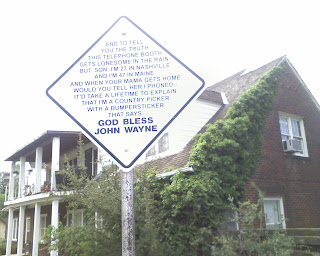 AND TO TELL
YOU THE TRUTH
THIS TELEPHONE BOOTH
GETS LONESOME IN THE RAIN
BUT SON, I'M 23 IN NASHVILLE
AND I'M 47 IN MAINE.
AND WHEN YOUR MAMA GETS HOME
WOULD YOU TELL HER I PHONED--
IT'D TAKE A LIFETIME TO EXPLAIN
THAT I'M A COUNTRY PICKER
WITH A BUMPERSTICKER
THAT SAYS
GOD BLESS
JOHN WAYNE